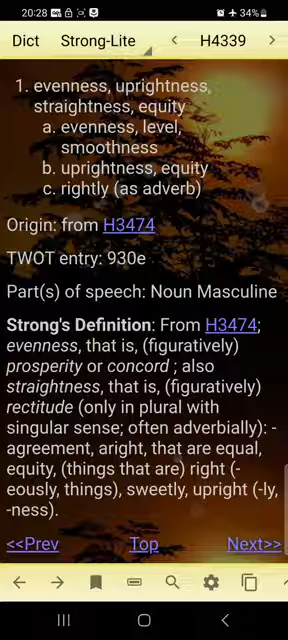 20:28 34%
Dict Strong-Lite < H4339 >
1. evenness, uprightness,
straightness, equity
a. evenness, level,
smoothness
b. uprightness, equity
c. rightly (as adverb)
Origin: from H3474
TWOT entry: 930e
Part(s) of speech: Noun Masculine
Strong's Definition: From H3474;
evenness, that is, (figuratively)
prosperity or concord ; also
straightness, that is, (figuratively)
rectitude (only in plural with
singular sense; often adverbially): -
agreement, aright, that are equal,
equity, (things that are) right (-
eously, things), sweetly, upright (-ly,
-ness).
<<Prev Top Next>>